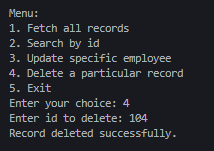 Menu:
1. Fetch all records
2. Search by id
3. Update specific employee
4. Delete a particular record
5. Exit
Enter your choice: 4
Enter id to delete: 104
Record deleted successfully.